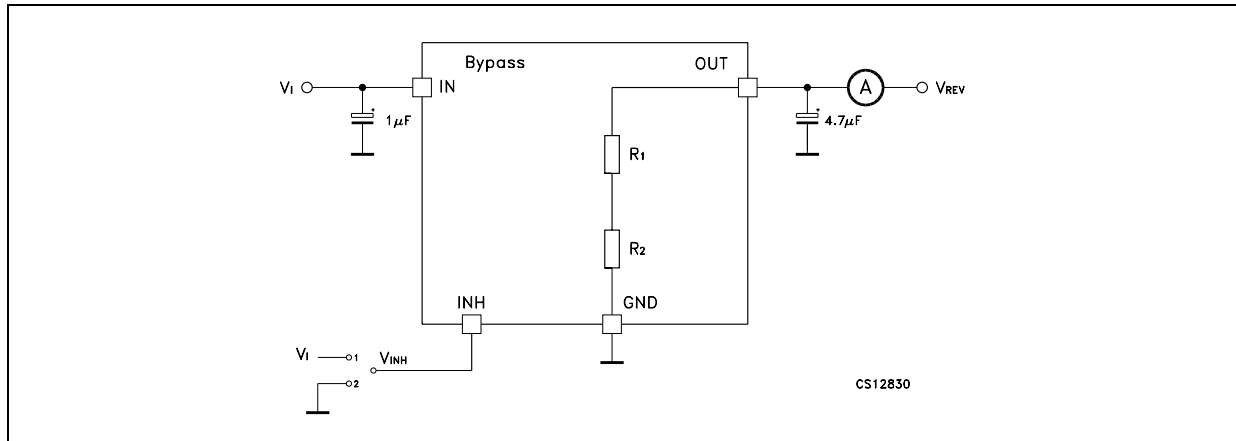 Bypass
OUT
VI
IN
A
VREV
+
1µF
+
4.7µF
R1
R2
INH
GND
VI
1
VINH
2
CS12830